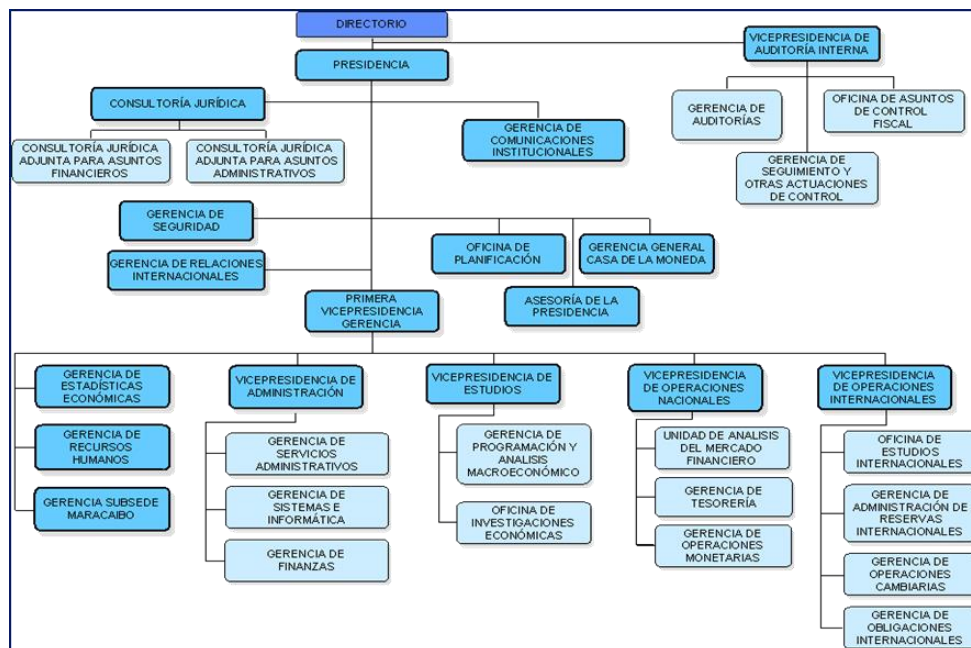 DIRECTORIO
VICEPRESIDENCIA DE
AUDITORÍA INTERNA
PRESIDENCIA
CONSULTORÍA JURÍDICA
GERENCIA DE
AUDITORÍAS
OFICINA DE ASUNTOS
DE CONTROL
FISCAL
GERENCIA DE
COMUNICACIONES
INSTITUCIONALES
CONSULTORÍA JURÍDICA
ADJUNTA PARA ASUNTOS
FINANCIEROS
CONSULTORÍA JURÍDICA
ADJUNTA PARA ASUNTOS
ADMINISTRATIVOS
GERENCIA DE
SEGUIMIENTO Y
OTRAS ACTUACIONES
DE CONTROL
GERENCIA DE
SEGURIDAD
OFICINA DE
PLANIFICACIÓN
GERENCIA GENERAL
CASA DE LA MONEDA
GERENCIA DE RELACIONES
INTERNACIONALES
ASESORÍA DE LA
PRESIDENCIA
PRIMERA
VICEPRESIDENCIA
GERENCIA
GERENCIA DE
ESTADÍSTICAS
ECONÓMICAS
GERENCIA DE
RECURSOS
HUMANOS
GERENCIA SUBSEDE
MARACAIBO
VICEPRESIDENCIA DE
ADMINISTRACIÓN
GERENCIA DE
SERVICIOS
ADMINISTRATIVOS
GERENCIA DE
SISTEMAS E
INFORMÁTICA
GERENCIA DE
FINANZAS
VICEPRESIDENCIA DE
ESTUDIOS
GERENCIA DE
PROGRAMACIÓN Y
ANALISIS
MACROECONÓMICO
OFICINA DE
INVESTIGACIONES
ECONÓMICAS
VICEPRESIDENCIA
DE OPERACIONES
NACIONALES
UNIDAD DE ANALISIS
DEL MERCADO
FINANCIERO
GERENCIA DE
TESORERÍA
GERENCIA DE
OPERACIONES
MONETARIAS
VICEPRESIDENCIA
DE OPERACIONES
INTERNACIONALES
OFICINA DE
ESTUDIOS
INTERNACIONALES
GERENCIA DE
ADMINISTRACIÓN DE
RESERVAS
INTERNACIONALES
GERENCIA DE
OPERACIONES
CAMBIARIAS
GERENCIA DE
OBLIGACIONES
INTERNACIONALES